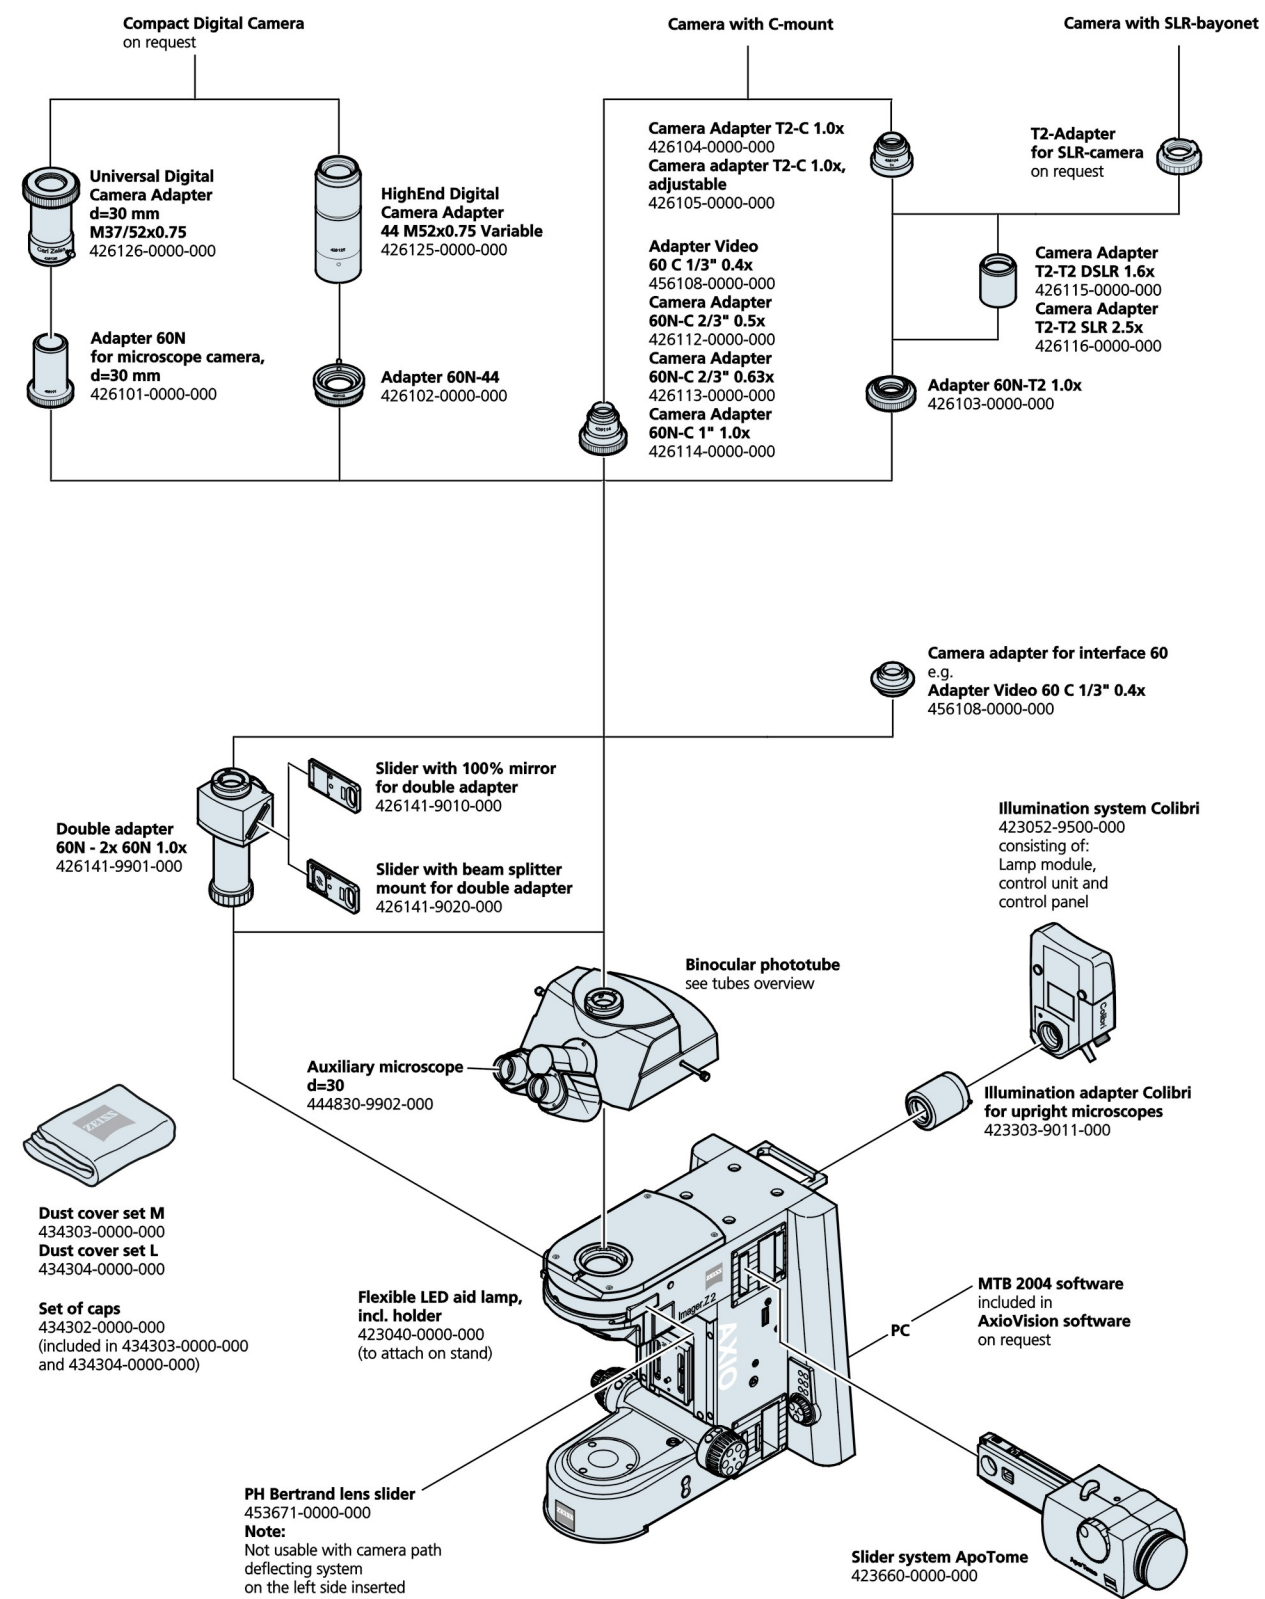 Compact Digital Camera
on request
Camera with C-mount
Camera with SLR-bayonet
Universal Digital
Camera Adapter
d=30 mm
M37/52x0.75
426126-0000-000
HighEnd Digital
Camera Adapter
44 M52x0.75 Variable
426125-0000-000
Camera Adapter T2-C 1.0x
426104-0000-000
Camera adapter T2-C 1.0x,
adjustable
426105-0000-000
T2-Adapter
for SLR-camera
on request
Adapter Video
60 C 1/3" 0.4x
456108-0000-000
Camera Adapter
60N-C 2/3" 0.5x
426112-0000-000
Camera Adapter
60N-C 2/3" 0.63x
426113-0000-000
Camera Adapter
60N-C 1" 1.0x
426114-0000-000
Camera Adapter
T2-T2 DSLR 1.6x
426115-0000-000
Camera Adapter
T2-T2 SLR 2.5x
426116-0000-000
Adapter 60N
for microscope camera,
d=30 mm
426101-0000-000
Adapter 60N-44
426102-0000-000
Adapter 60N-T2 1.0x
426103-0000-000
Carl Zeiss
426114
Camera adapter for interface 60
e.g.
Adapter Video 60 C 1/3" 0.4x
456108-0000-000
Slider with 100% mirror
for double adapter
426141-9010-000
Double adapter
60N - 2x 60N 1.0x
426141-9901-000
Slider with beam splitter
mount for double adapter
426141-9020-000
Illumination system Colibri
423052-9500-000
consisting of:
Lamp module,
control unit and
control panel
Colibri
Binocular phototube
see tubes overview
Auxiliary microscope
d=30
444830-9902-000
Illumination adapter Colibri
for upright microscopes
423303-9011-000
ZEISS
Dust cover set M
434303-0000-000
Dust cover set L
434304-0000-000
Set of caps
434302-0000-000
(included in 434303-0000-000
and 434304-0000-000)
Flexible LED aid lamp,
incl. holder
423040-0000-000
(to attach on stand)
ZEISS
Imager.Z2
AXIO
ZEISS
PC
MTB 2004 software
included in
AxioVision software
on request
PH Bertrand lens slider
453671-0000-000
Note:
Not usable with camera path
deflecting system
on the left side inserted
Slider system ApoTome
423660-0000-000
ApoTome